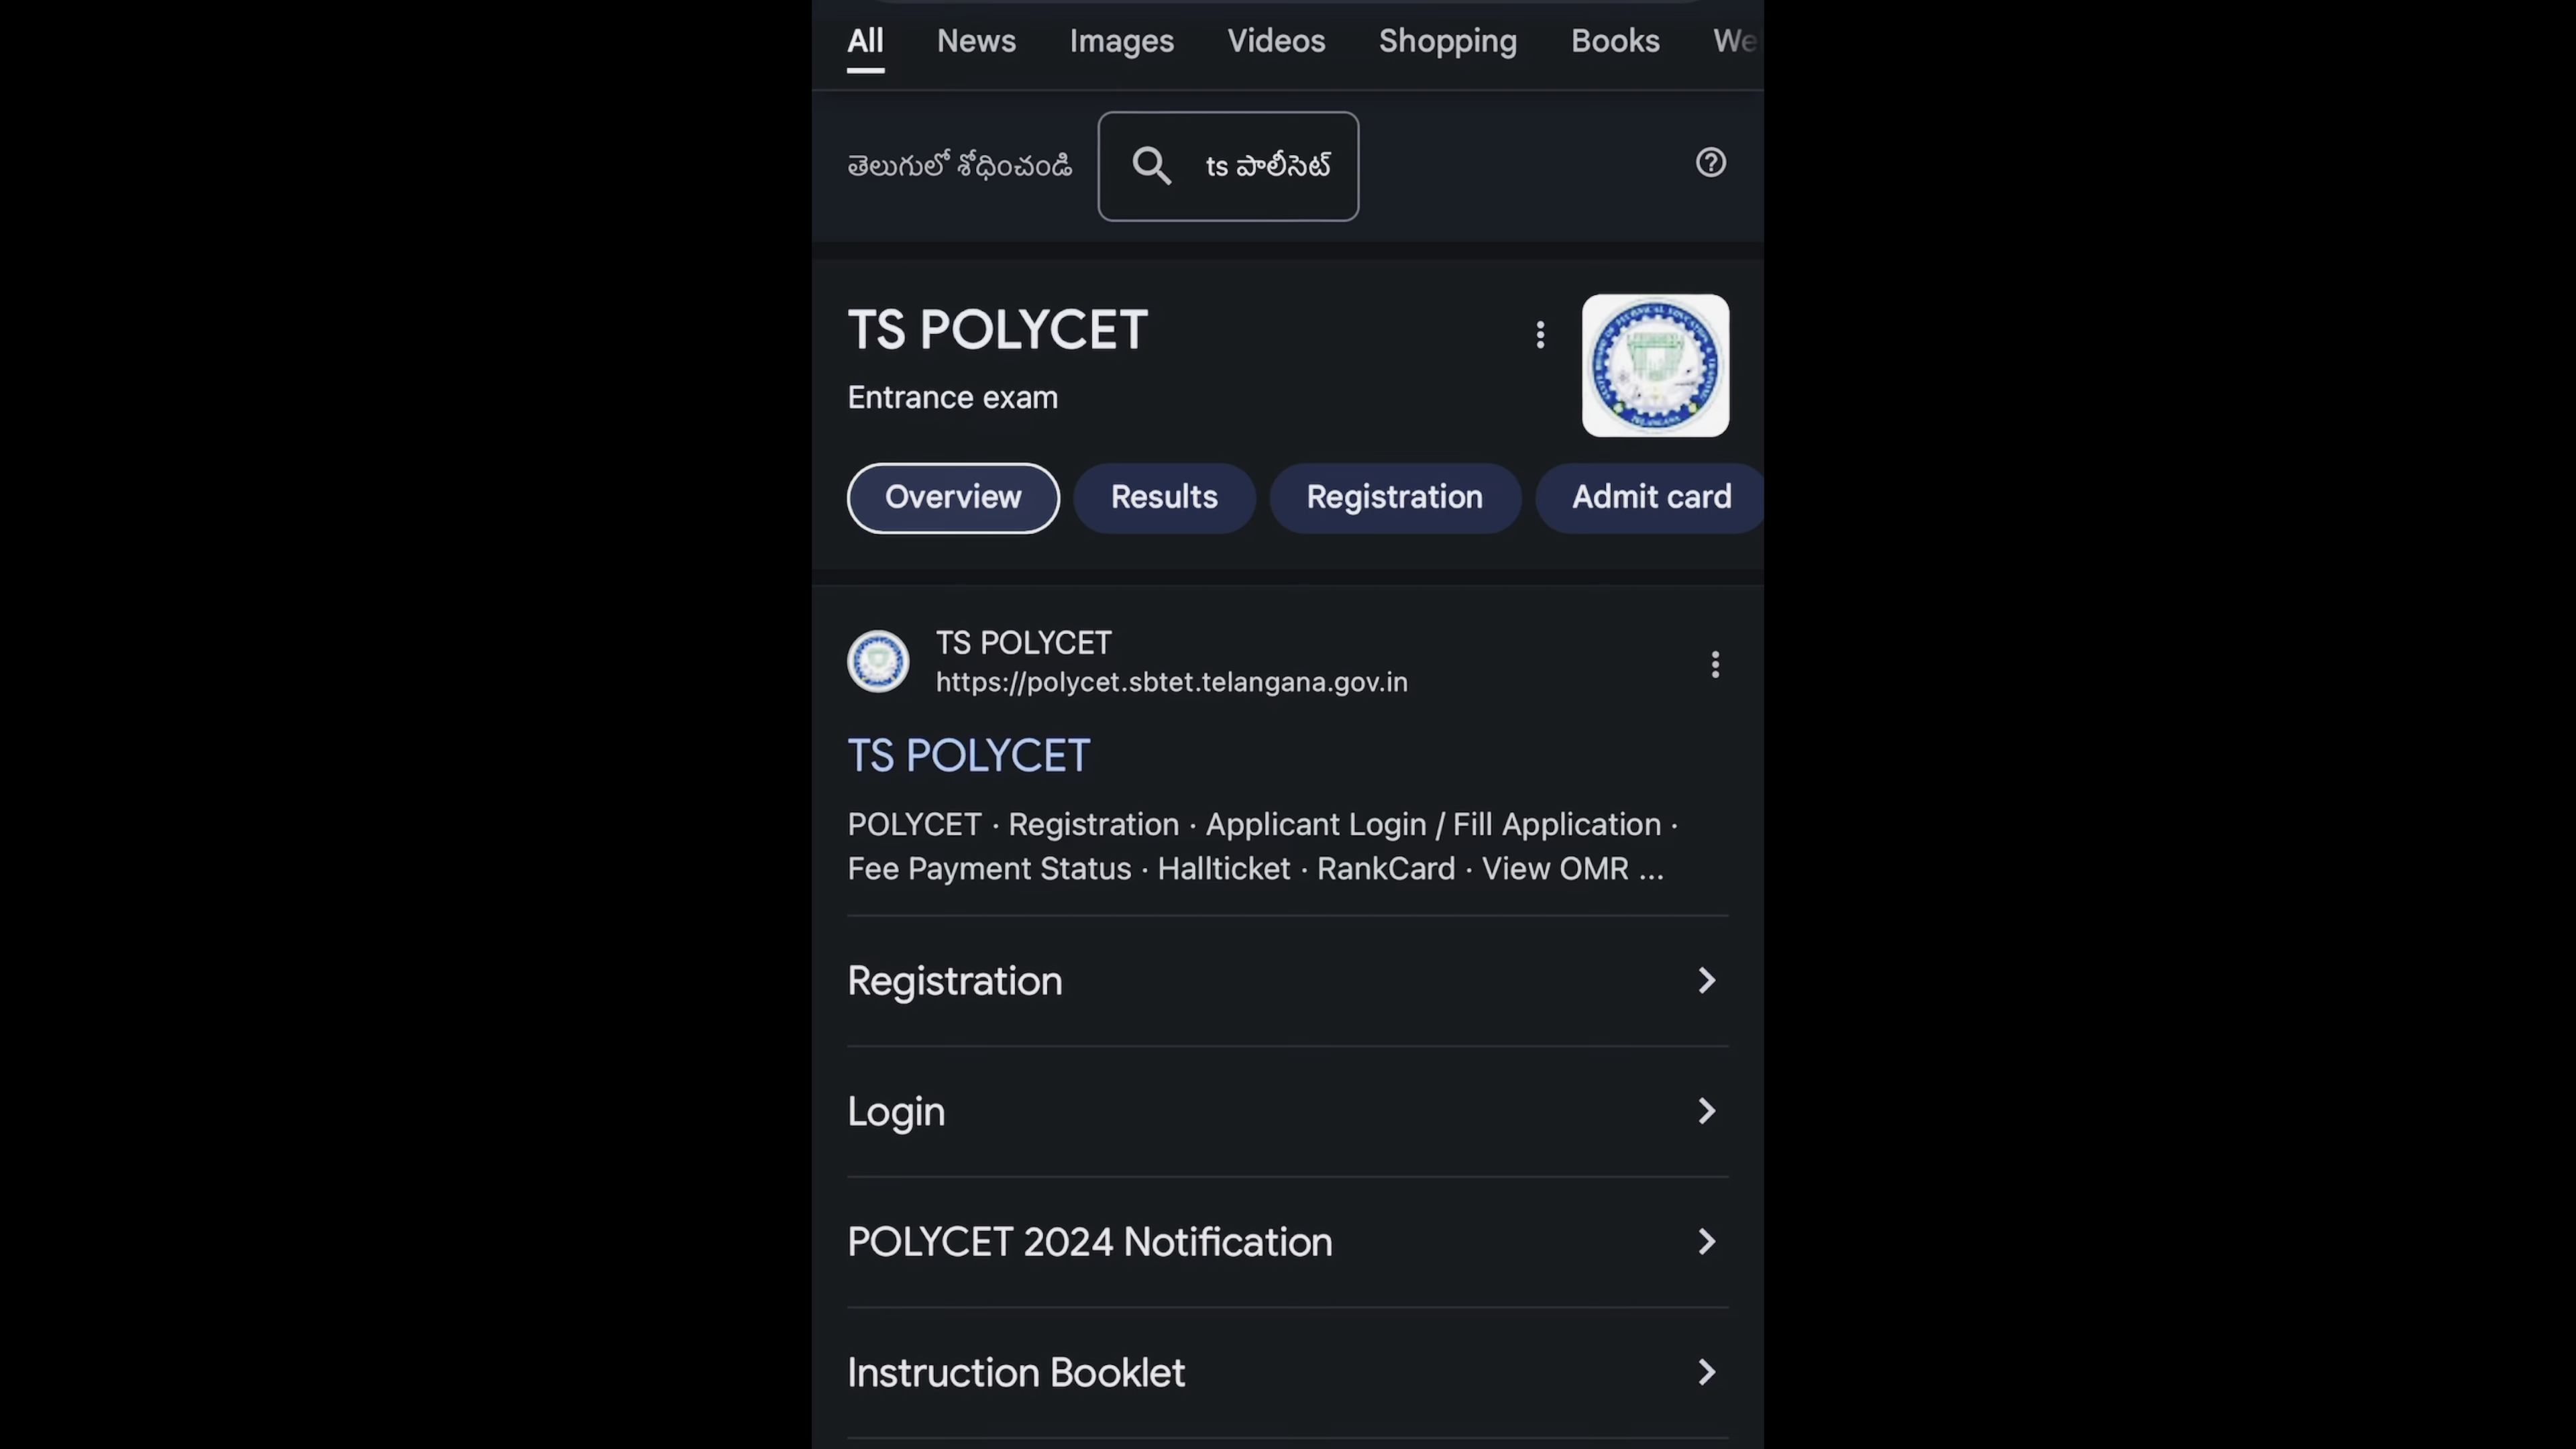 All News Images Videos Shopping Books We
తెలుగులో శోధించండి ts పాలీసెట్
TS POLYCET
Entrance exam
Overview Results Registration Admit card
TS POLYCET
https://polycet.sbtet.telangana.gov.in
TS POLYCET
POLYCET · Registration · Applicant Login / Fill Application ·
Fee Payment Status · Hallticket · RankCard · View OMR ...
Registration
Login
POLYCET 2024 Notification
Instruction Booklet